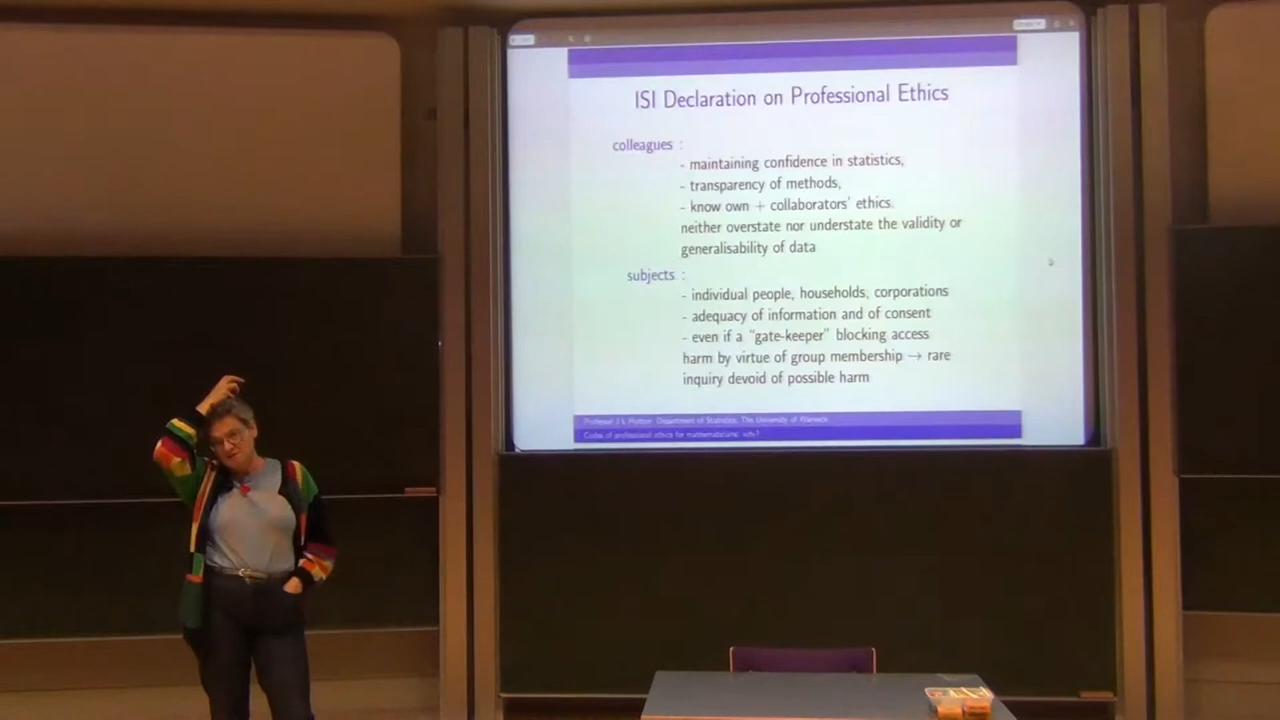 ISI Declaration on Professional Ethics
colleagues :
- maintaining confidence in statistics,
- transparency of methods,
- know own + collaborators' ethics.
neither overstate nor understate the validity or
generalisability of data
subjects :
- individual people, households, corporations
- adequacy of information and of consent
- even if a "gate-keeper" blocking access
harm by virtue of group membership → rare
inquiry devoid of possible harm
Professor J L Hutton Department of Statistics, The University of Warwick
Codes of professional ethics for mathematicians: why?